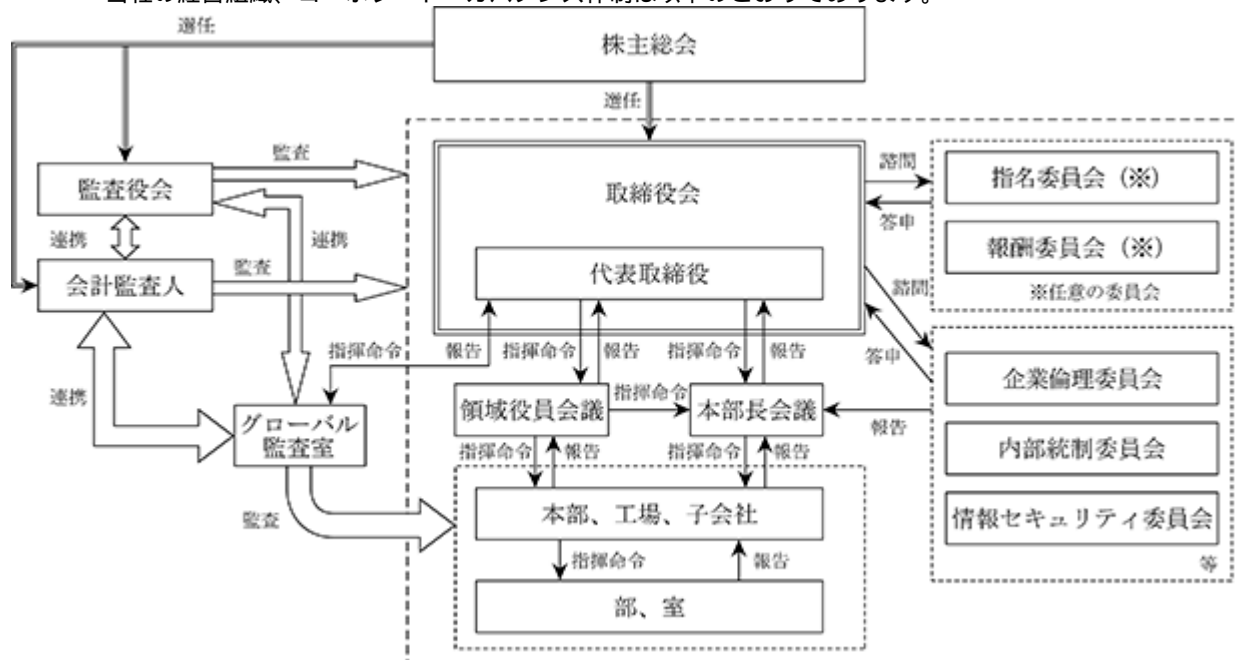 選任
株主総会
選任
監査
監査役会
取締役会
諮問
指名委員会（※）
答申
連携
連携
報酬委員会（※）
会計監査人
監査
代表取締役
諮問
※任意の委員会
指揮命令
報告
指揮命令
報告
指揮命令
報告
答申
企業倫理委員会
連携
領域役員会議
指揮命令
本部長会議
報告
グローバル
監査室
内部統制委員会
指揮命令
報告
指揮命令
報告
監査
本部、工場、子会社
情報セキュリティ委員会
等
指揮命令
報告
部、室